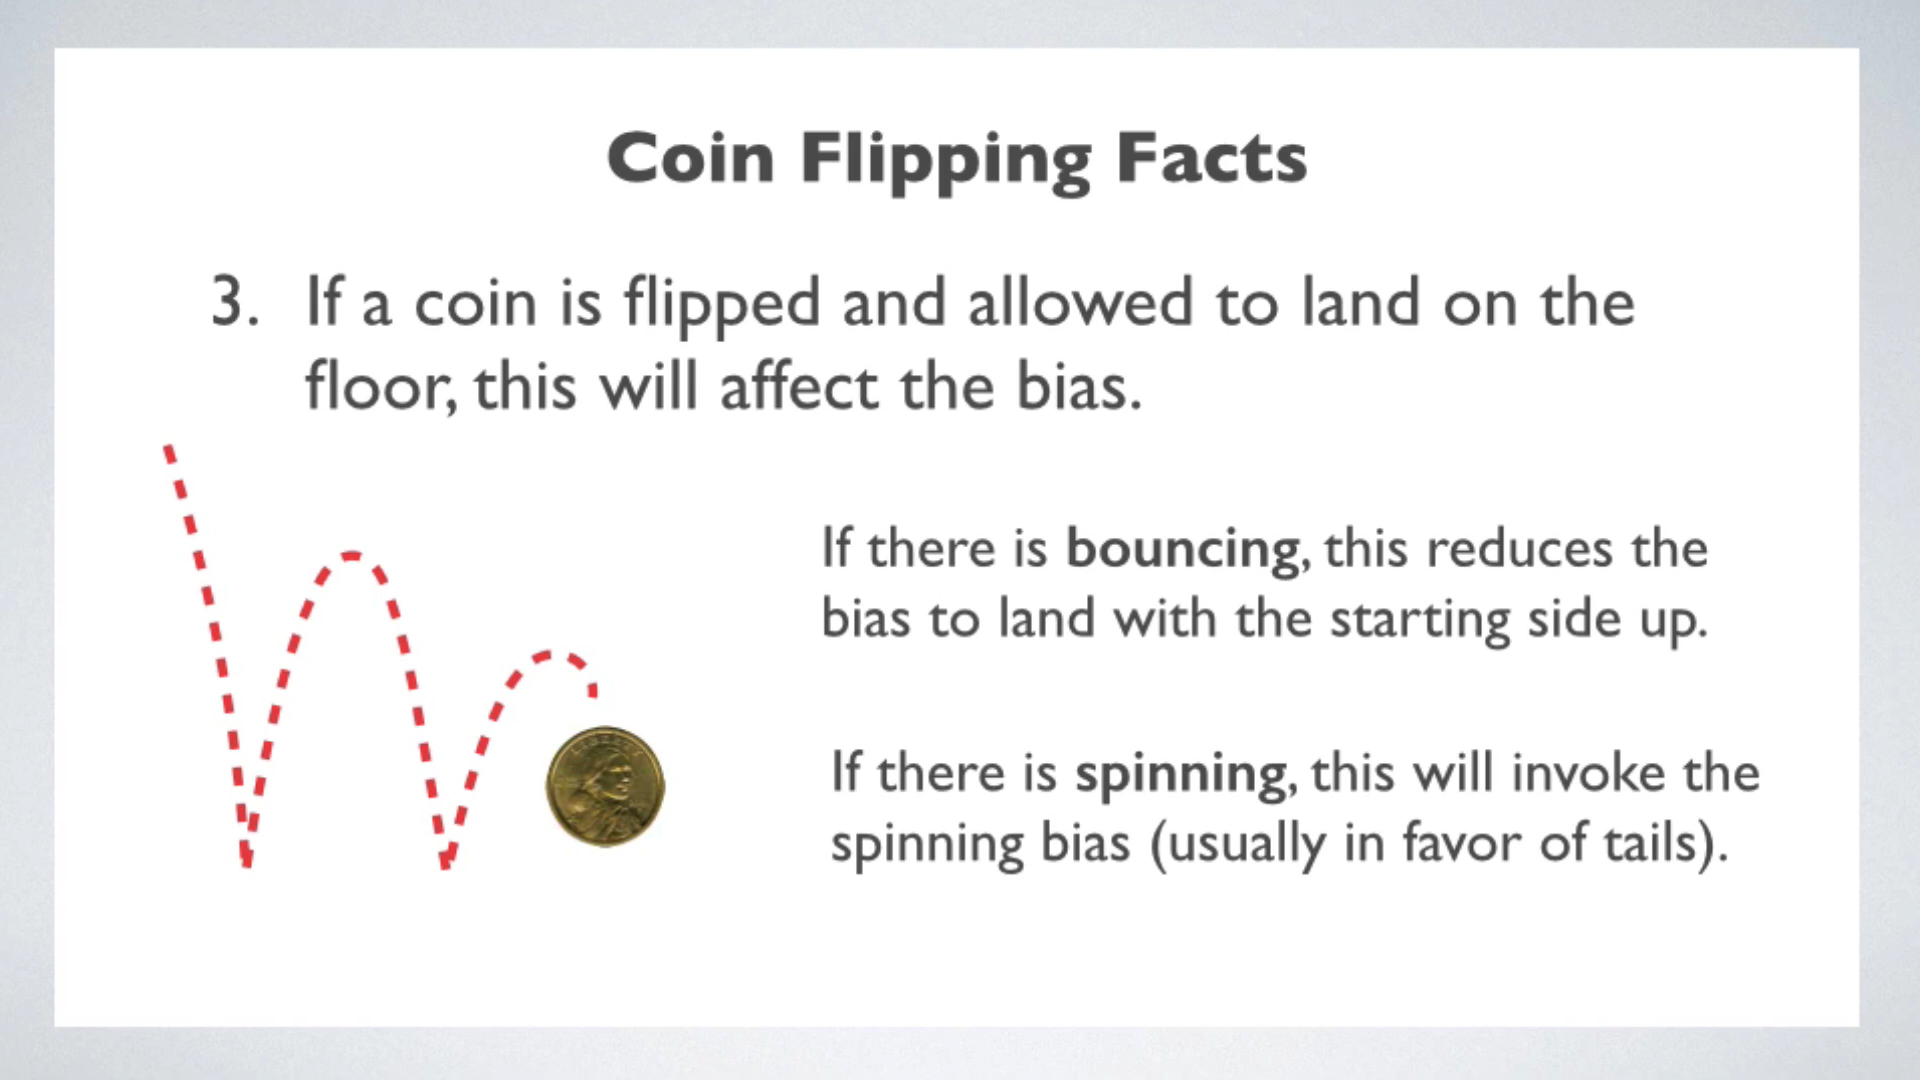 Coin Flipping Facts
3. If a coin is flipped and allowed to land on the
floor, this will affect the bias.
If there is bouncing, this reduces the
bias to land with the starting side up.
If there is spinning, this will invoke the
spinning bias (usually in favor of tails).
LIBERTY